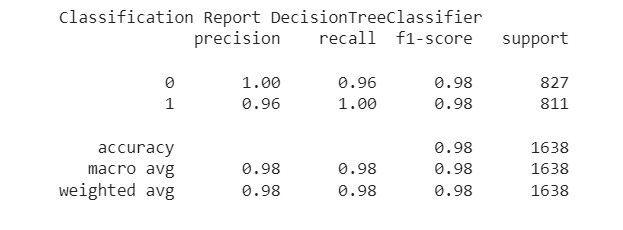 Classification Report DecisionTreeClassifier
precision recall f1-score support
0 1.00 0.96 0.98 827
1 0.96 1.00 0.98 811
accuracy 0.98 1638
macro avg 0.98 0.98 0.98 1638
weighted avg 0.98 0.98 0.98 1638